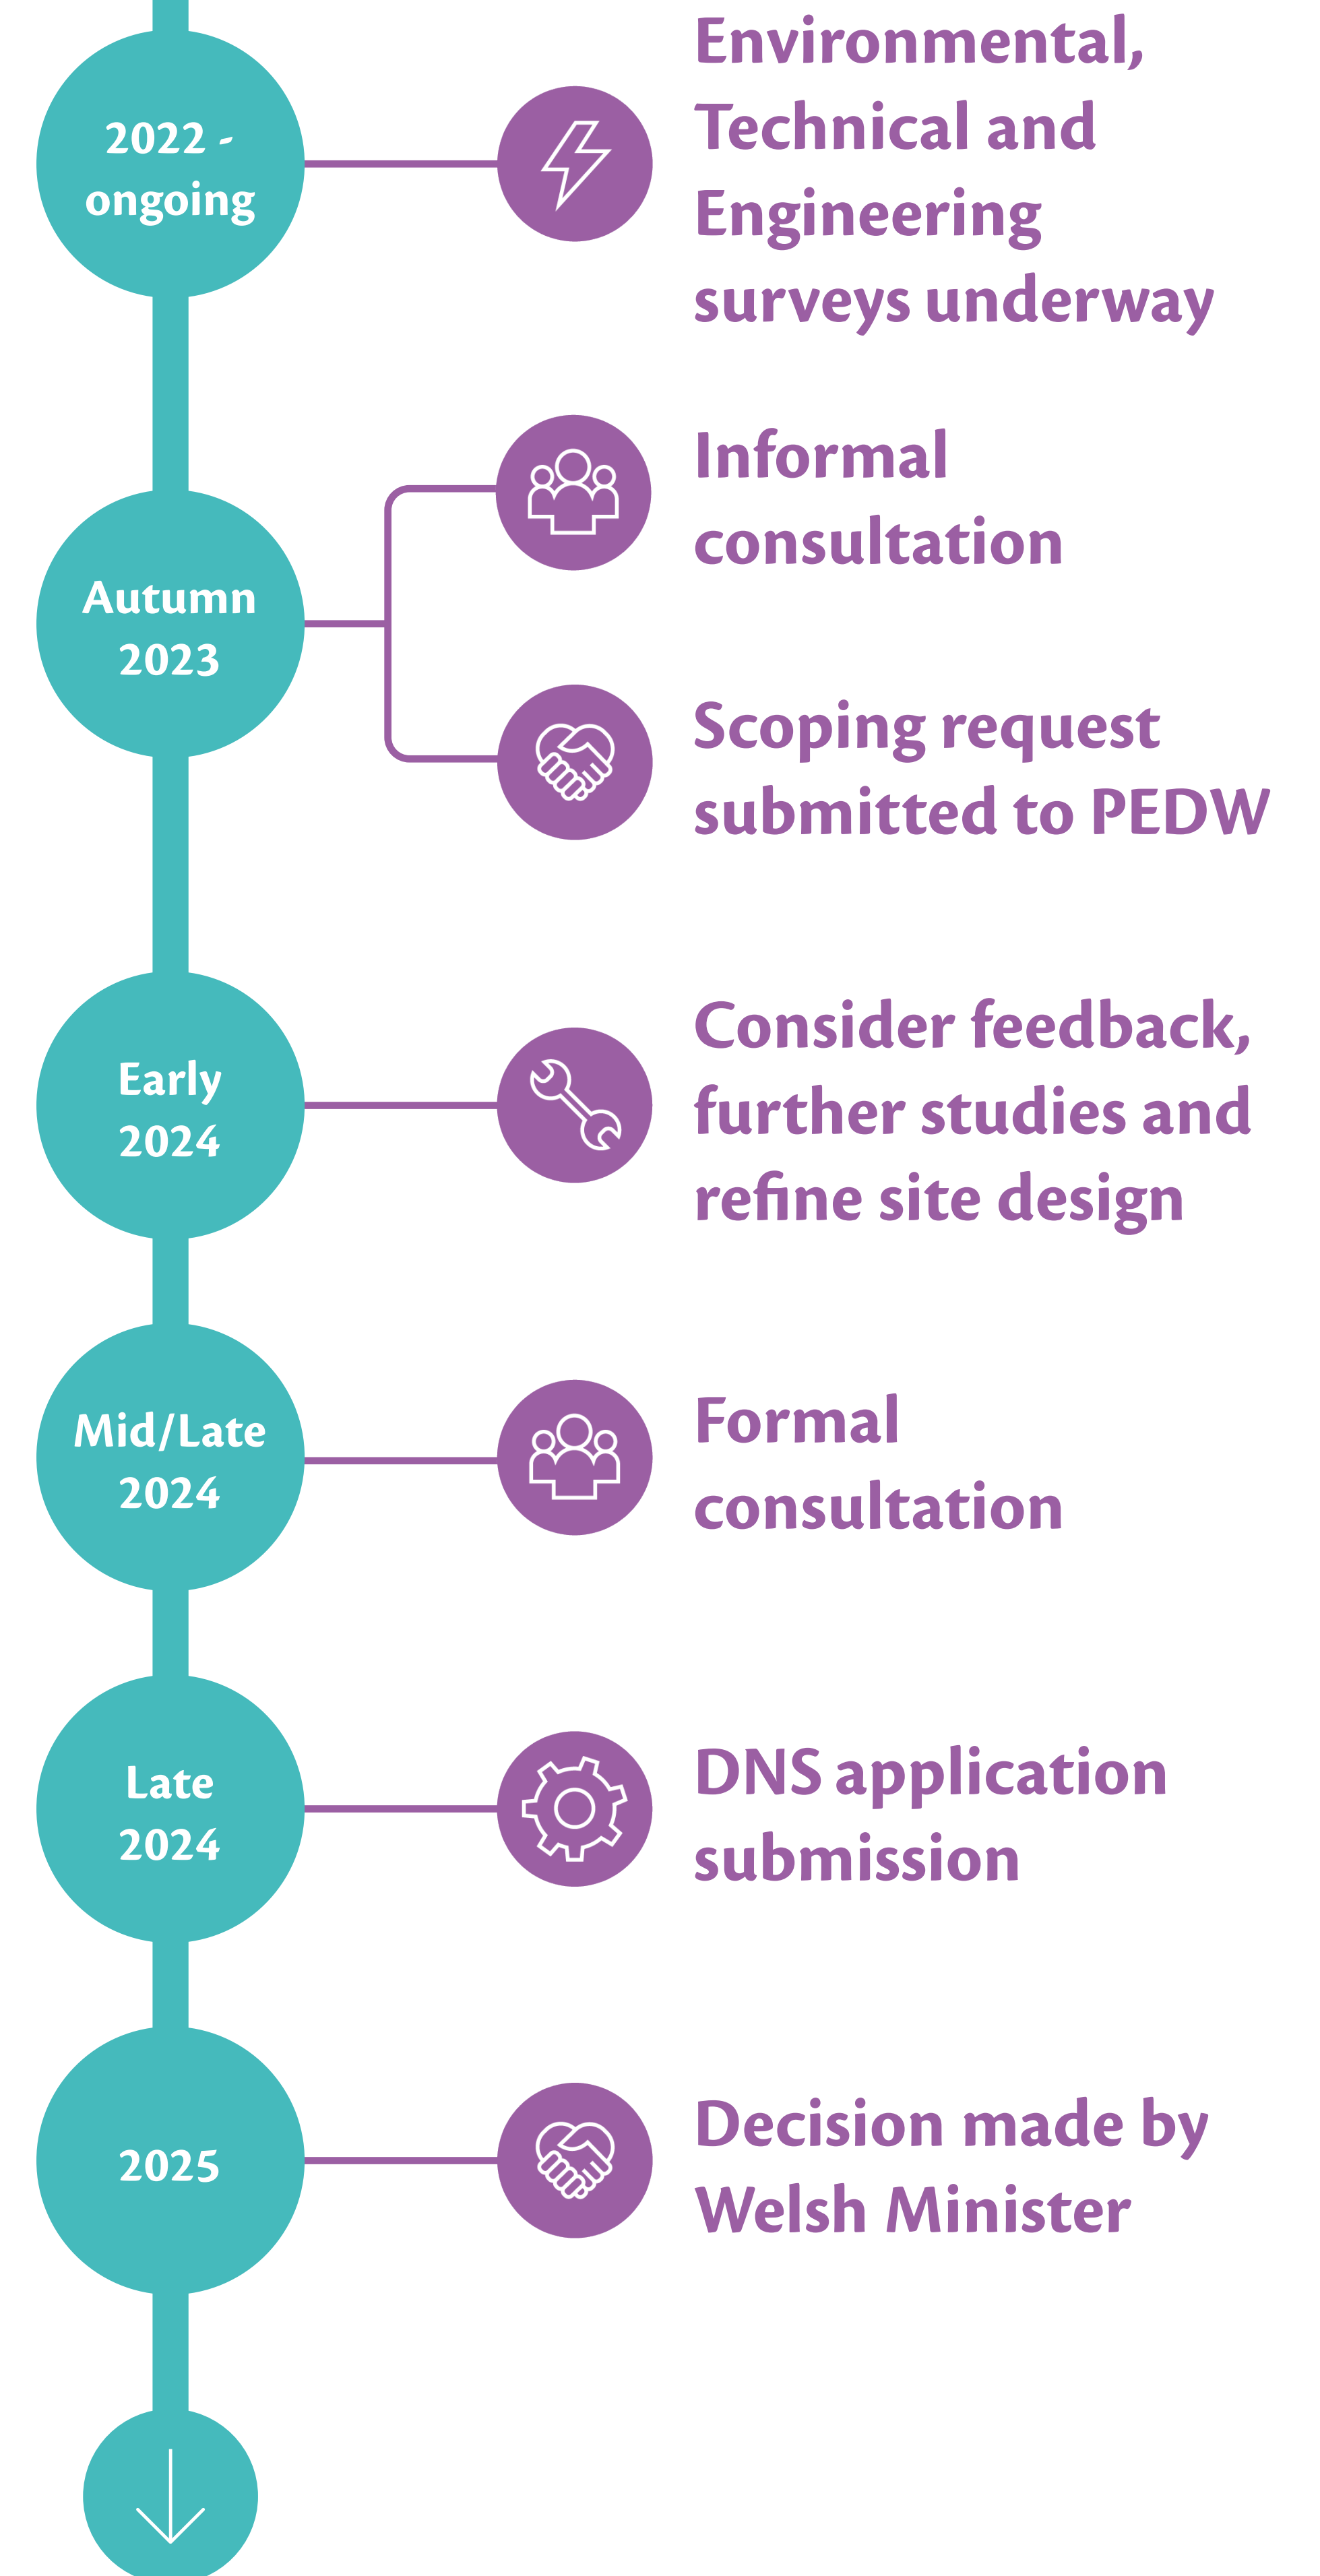 2022 -
ongoing
Environmental,
Technical and
Engineering
surveys underway
Autumn
2023
Informal
consultation
Scoping request
submitted to PEDW
Early
2024
Consider feedback,
further studies and
refine site design
Mid/Late
2024
Formal
consultation
Late
2024
DNS application
submission
2025
Decision made by
Welsh Minister